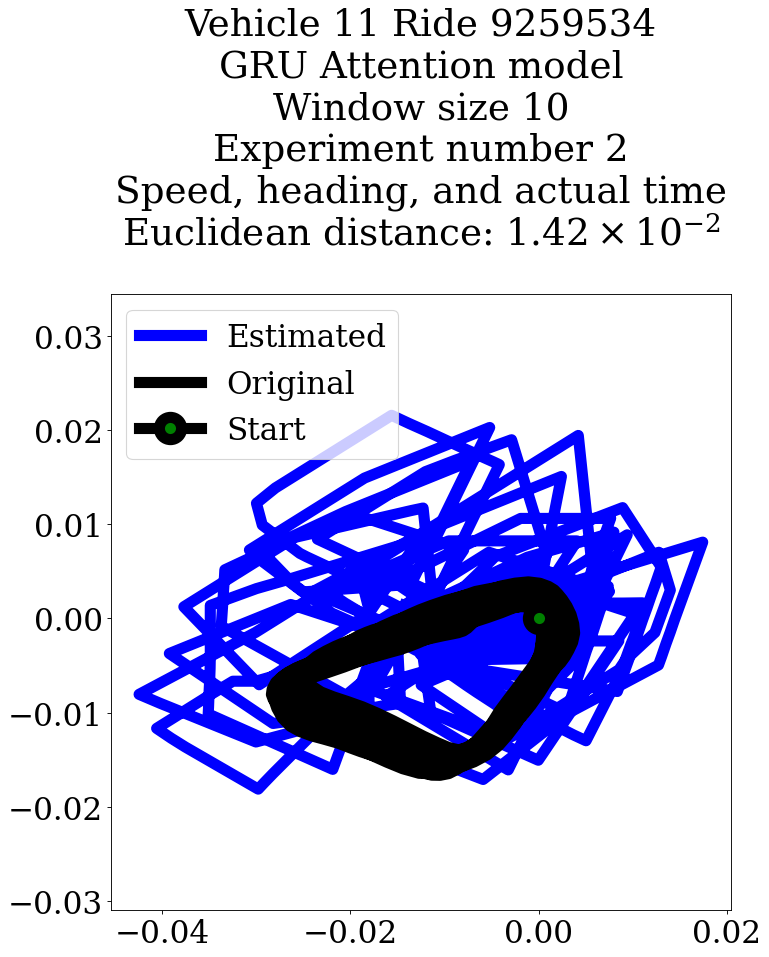 Vehicle 11 Ride 9259534
GRU Attention model
Window size 10
Experiment number 2
Speed, heading, and actual time
Euclidean distance: 1.42 × 10⁻²
Estimated
Original
Start
0.03
0.02
0.01
0.00
−0.01
−0.02
−0.03
−0.04
−0.02
0.00
0.02